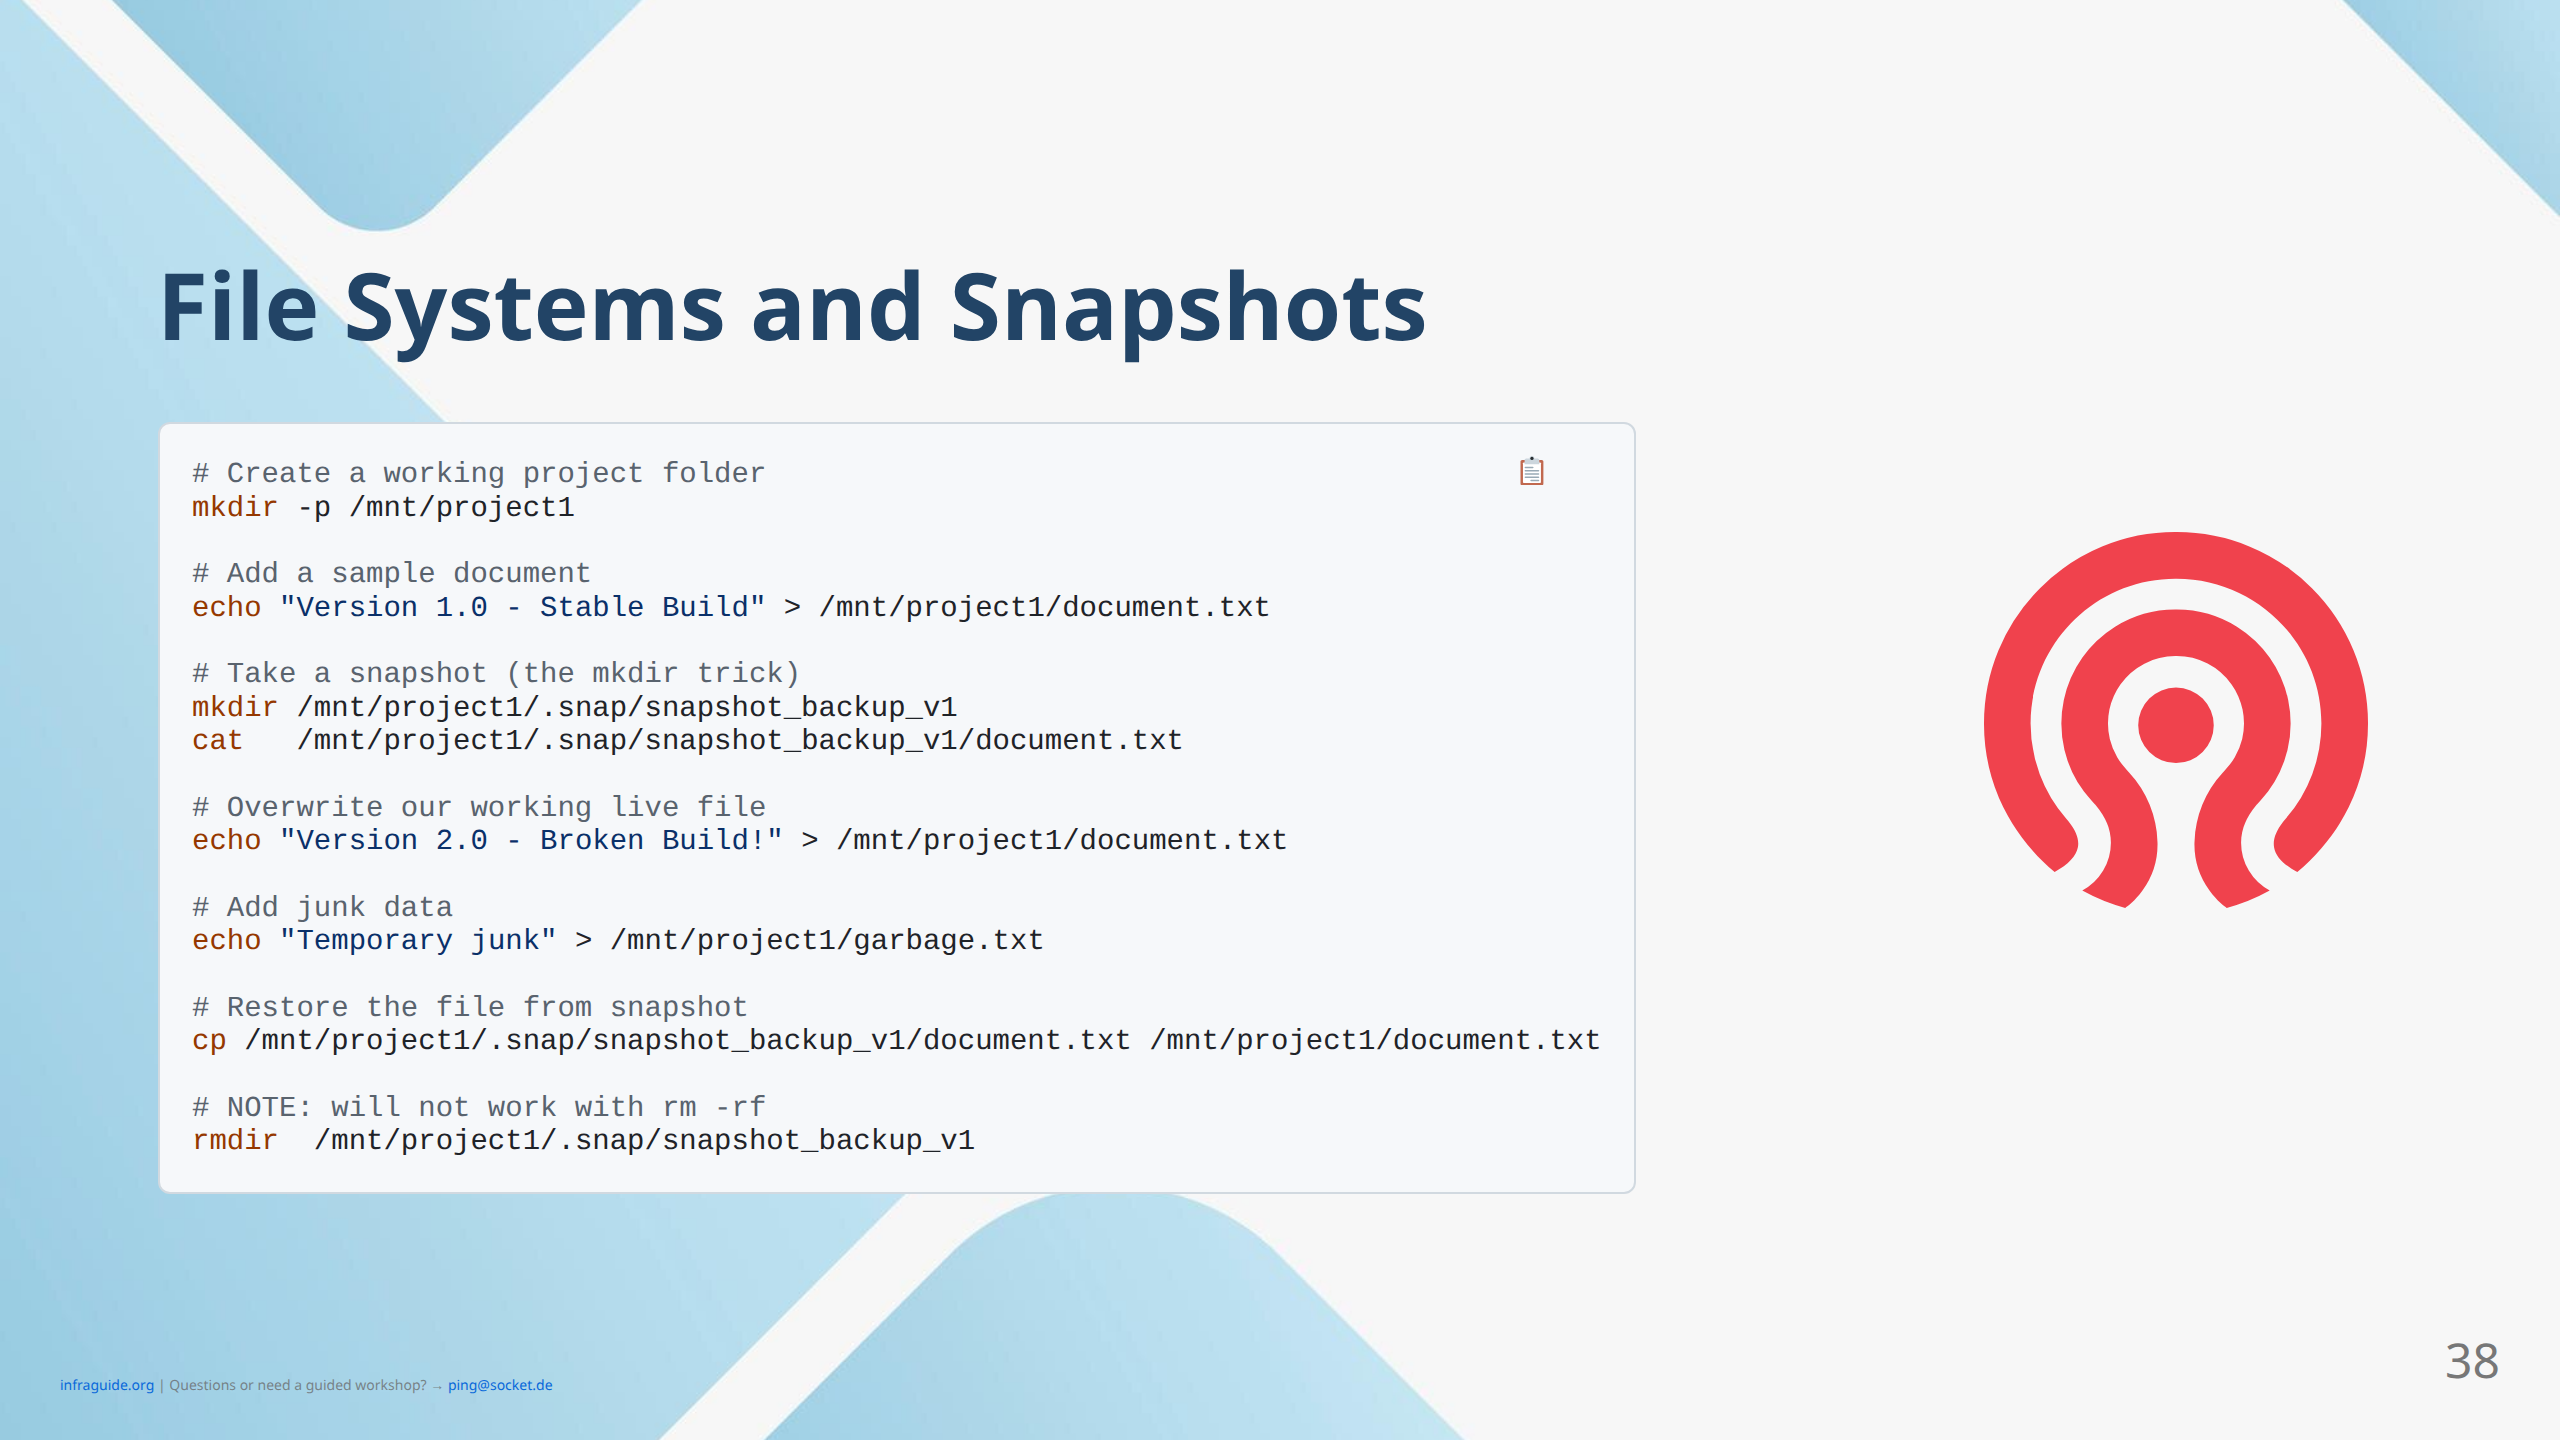 File Systems and Snapshots
# Create a working project folder
mkdir -p /mnt/project1
# Add a sample document
echo "Version 1.0 - Stable Build" > /mnt/project1/document.txt
# Take a snapshot (the mkdir trick)
mkdir /mnt/project1/.snap/snapshot_backup_v1
cat   /mnt/project1/.snap/snapshot_backup_v1/document.txt
# Overwrite our working live file
echo "Version 2.0 - Broken Build!" > /mnt/project1/document.txt
# Add junk data
echo "Temporary junk" > /mnt/project1/garbage.txt
# Restore the file from snapshot
cp /mnt/project1/.snap/snapshot_backup_v1/document.txt /mnt/project1/document.txt
# NOTE: will not work with rm -rf
rmdir  /mnt/project1/.snap/snapshot_backup_v1
infraguide.org | Questions or need a guided workshop? → ping@socket.de
38